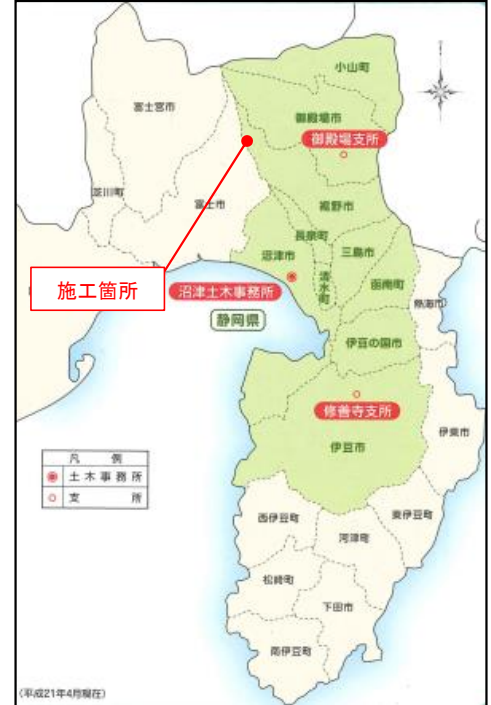 小山町
富士宮市
御殿場市
御殿場支所
芝川町
富士市
裾野市
長泉町
沼津市
三島市
清水町
函南町
施工箇所
沼津土木事務所
熱海市
静岡県
伊豆の国市
修善寺支所
伊東市
伊豆市
凡 例
土木事務所
支 所
西伊豆町
東伊豆町
河津町
松崎町
下田市
南伊豆町
(平成21年4月現在)